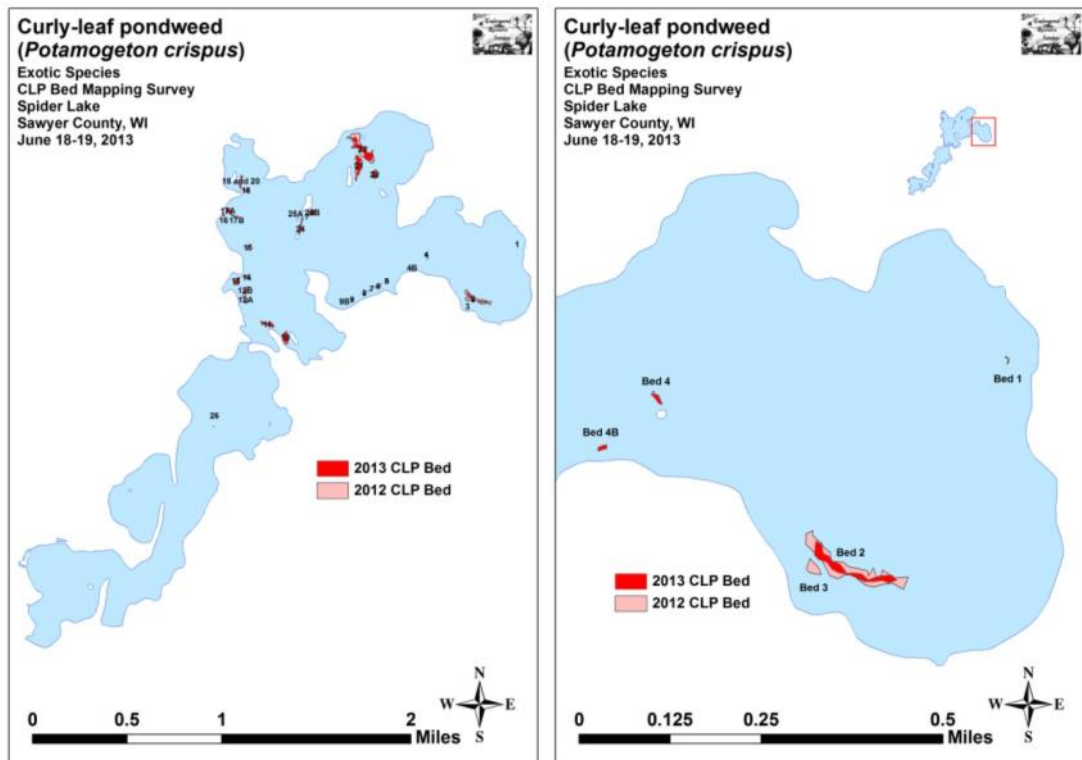 Curly-leaf pondweed
(Potamogeton crispus)
Exotic Species
CLP Bed Mapping Survey
Spider Lake
Sawyer County, WI
June 18-19, 2013
25A
24
1
4
4B
16
14
12B
12A
7
8
9B
3
18
17B
26
2013 CLP Bed
2012 CLP Bed
N
W
E
S
0
0.5
1
2
Miles
Curly-leaf pondweed
(Potamogeton crispus)
Exotic Species
CLP Bed Mapping Survey
Spider Lake
Sawyer County, WI
June 18-19, 2013
Bed 1
Bed 4
Bed 4B
Bed 2
Bed 3
2013 CLP Bed
2012 CLP Bed
N
W
E
S
0
0.125
0.25
0.5
Miles